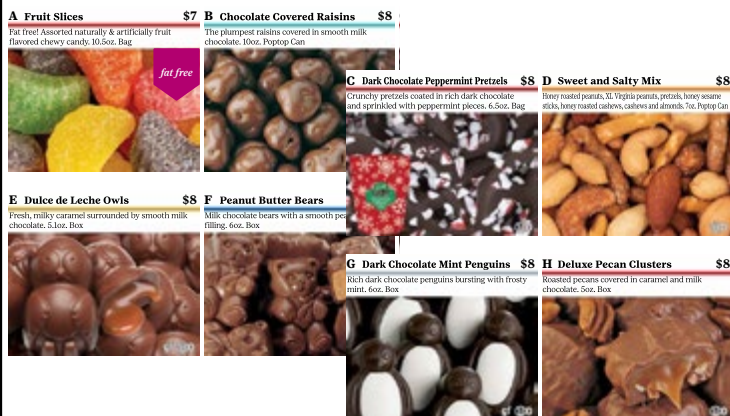 A Fruit Slices $7
Fat free! Assorted naturally & artificially fruit
flavored chewy candy. 10.5oz. Bag
fat free
B Chocolate Covered Raisins $8
The plumpest raisins covered in smooth milk
chocolate. 10oz. Poptop Can
C Dark Chocolate Peppermint Pretzels $8
Crunchy pretzels coated in rich dark chocolate
and sprinkled with peppermint pieces. 6.5oz. Bag
D Sweet and Salty Mix $8
Honey roasted peanuts, XL Virginia peanuts, pretzels, honey sesame
sticks, honey roasted cashews, cashews and almonds. 7oz. Poptop Can
E Dulce de Leche Owls $8
Fresh, milky caramel surrounded by smooth milk
chocolate. 5.1oz. Box
F Peanut Butter Bears
Milk chocolate bears with a smooth pea
filling. 6oz. Box
G Dark Chocolate Mint Penguins $8
Rich dark chocolate penguins bursting with frosty
mint. 6oz. Box
H Deluxe Pecan Clusters $8
Roasted pecans covered in caramel and milk
chocolate. 5oz. Box